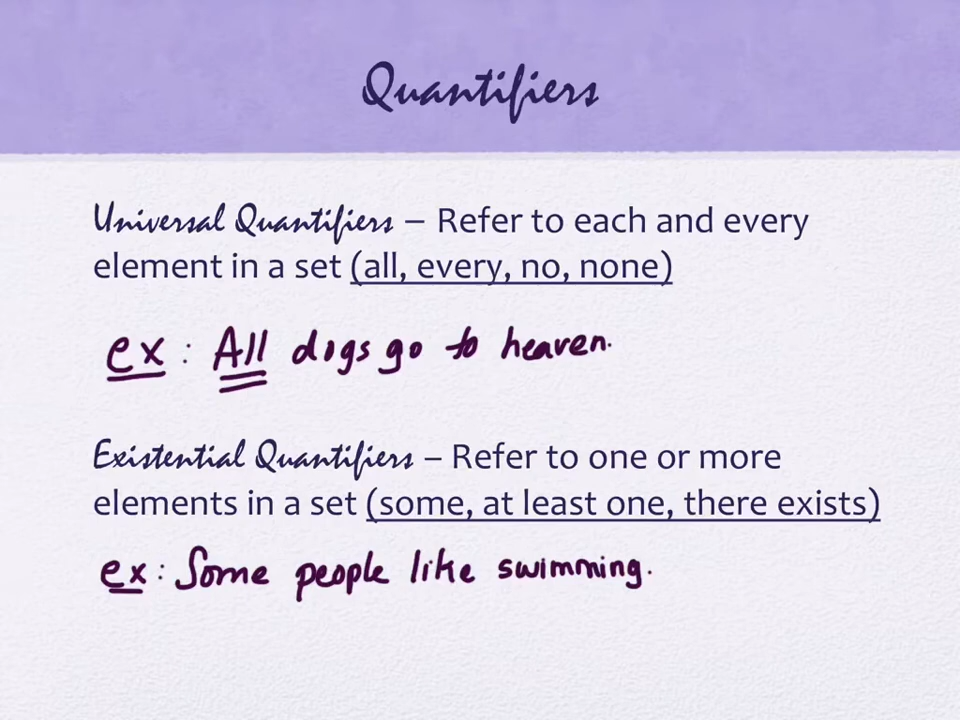 Quantifiers
Universal Quantifiers – Refer to each and every
element in a set (all, every, no, none)
ex: All dogs go to heaven.
Existential Quantifiers – Refer to one or more
elements in a set (some, at least one, there exists)
ex: Some people like swimming.